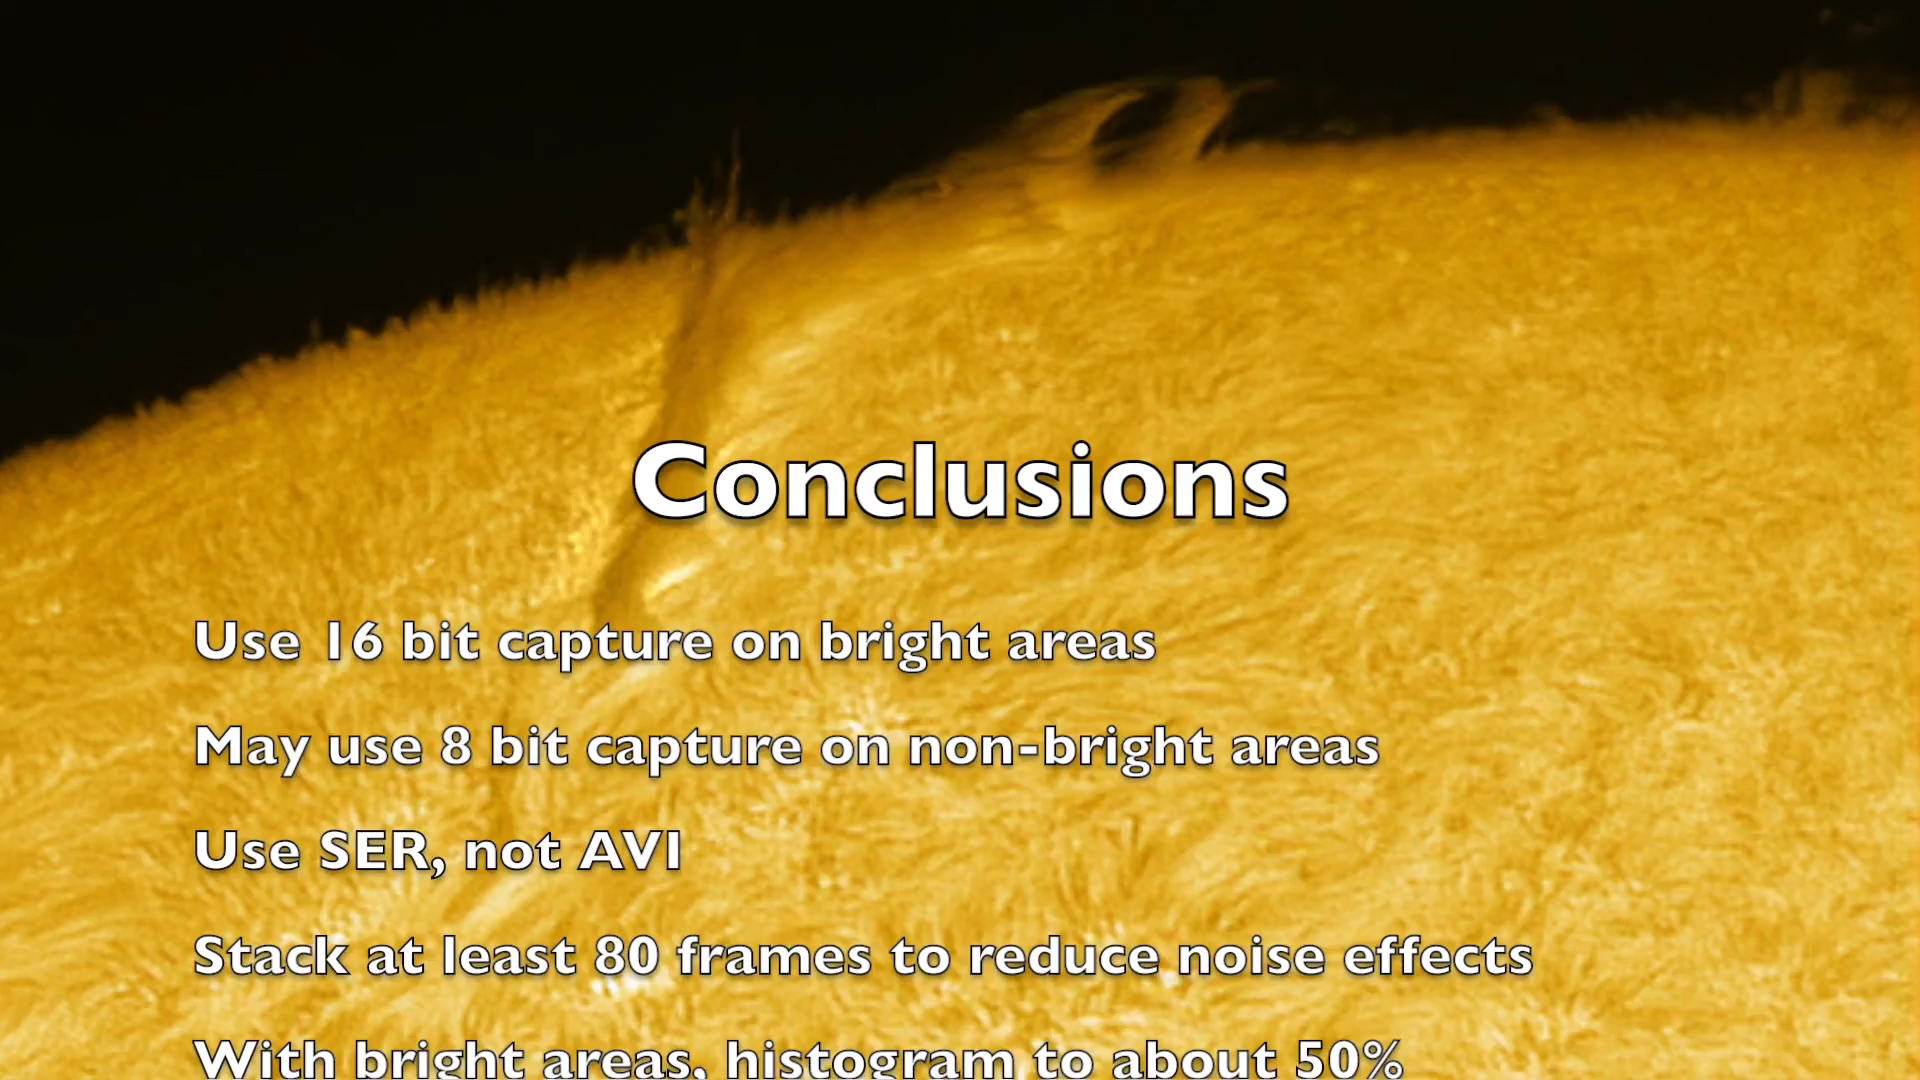 Conclusions
Use 16 bit capture on bright areas
May use 8 bit capture on non-bright areas
Use SER, not AVI
Stack at least 80 frames to reduce noise effects
With bright areas, histogram to about 50%